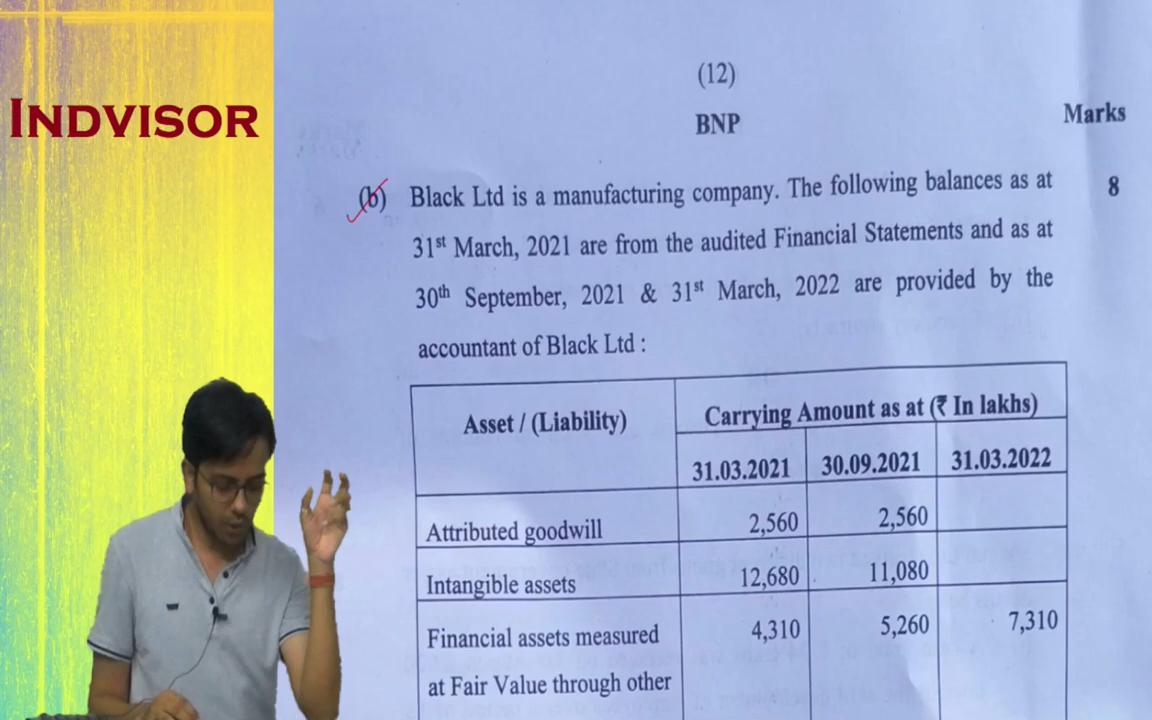 INDVISOR
(12)
BNP
Marks
(b) Black Ltd is a manufacturing company. The following balances as at 8
31st March, 2021 are from the audited Financial Statements and as at
30th September, 2021 & 31st March, 2022 are provided by the
accountant of Black Ltd :
Asset / (Liability) Carrying Amount as at (₹ In lakhs)
31.03.2021 30.09.2021 31.03.2022
Attributed goodwill 2,560 2,560
Intangible assets 12,680 11,080
Financial assets measured 4,310 5,260 7,310
at Fair Value through other